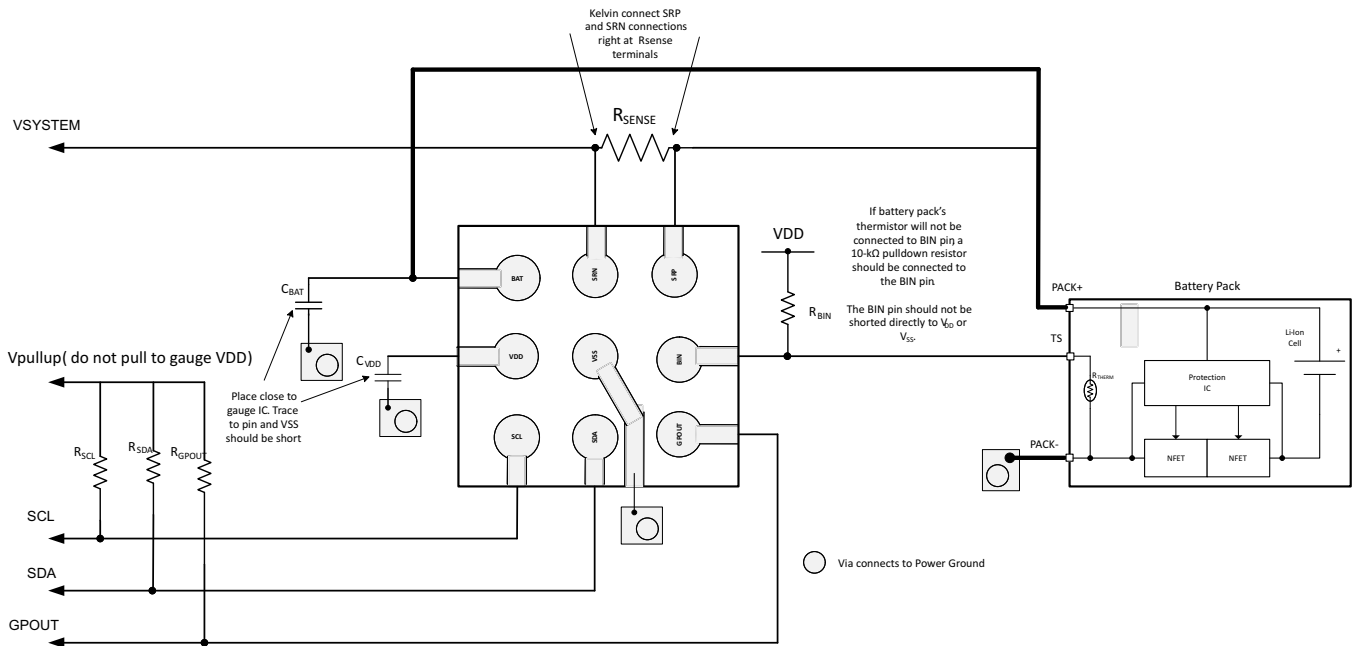 Kelvin connect SRP
and SRN connections
right at Rsense
terminals
RSENSE
VSYSTEM
If battery pack's
thermistor will not be
connected to BIN pin a
10-kΩ pulldown resistor
should be connected to
the BIN pin.
The BIN pin should not be
shorted directly to VDD or
VSS.
VDD
RBIN
BAT
SRN
SRP
CBAT
PACK+
Battery Pack
TS
Li-Ion
Cell
+
RTHERM
Protection
IC
NFET
NFET
PACK-
Vpullup( do not pull to gauge VDD)
CVDD
VDD
VSS
BIN
Place close to
gauge IC. Trace
to pin and VSS
should be short
RSCL
RSDA
RGPOUT
SCL
SDA
GPOUT
SCL
SDA
GPOUT
Via connects to Power Ground